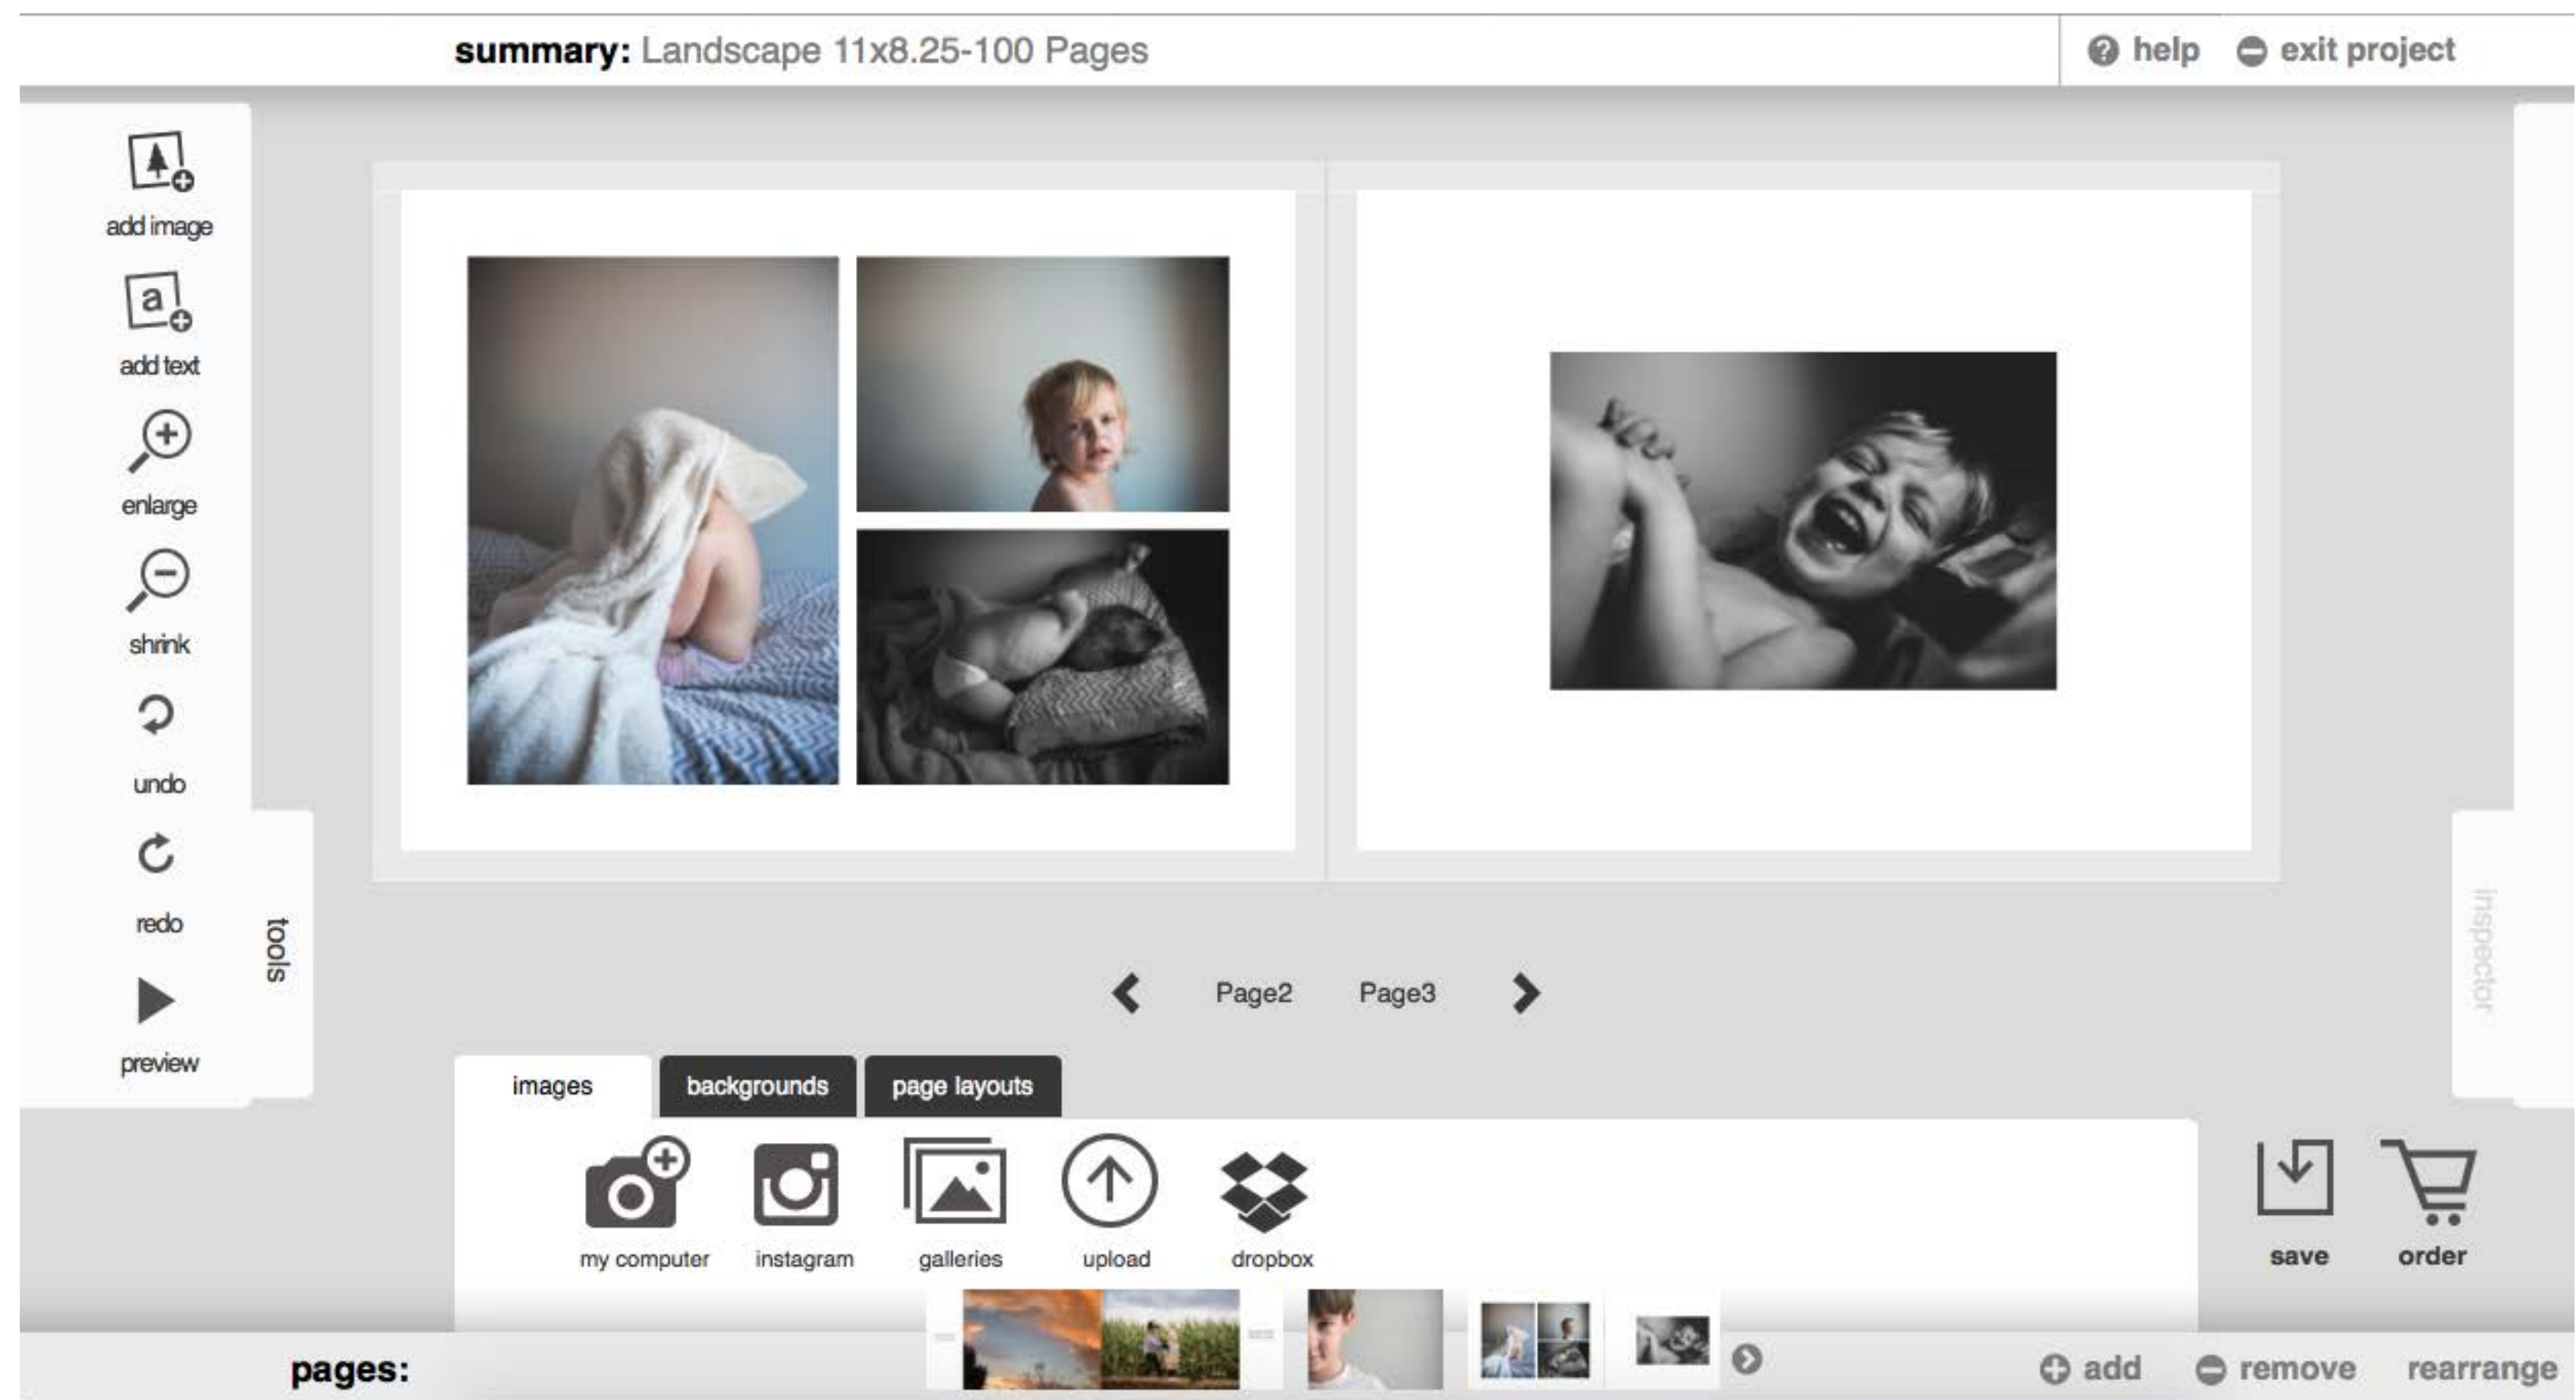 summary: Landscape 11x8.25-100 Pages
help
exit project
add image
a
add text
enlarge
shrink
undo
redo
preview
tools
inspector
Page2 Page3
images backgrounds page layouts
my computer instagram galleries upload dropbox
save order
pages:
add remove rearrange